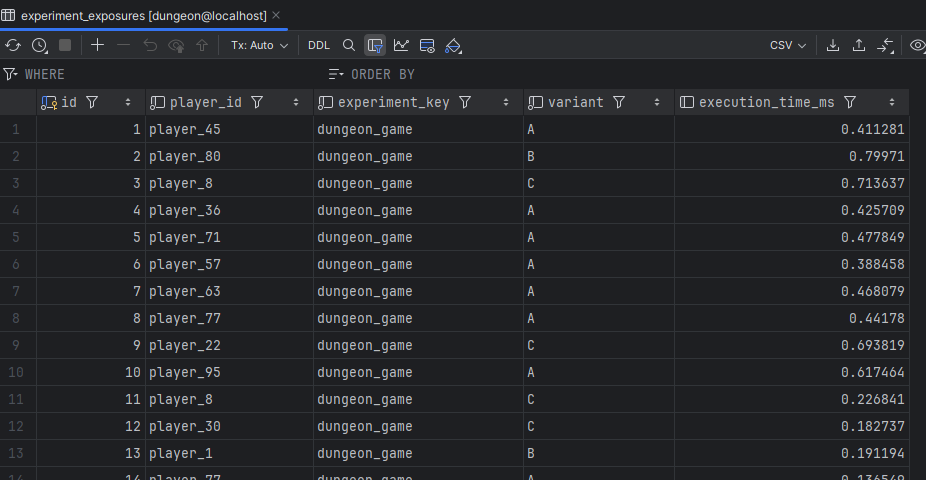 experiment_exposures [dungeon@localhost]
Tx: Auto DDL CSV
WHERE ORDER BY
id player_id experiment_key variant execution_time_ms
1 1 player_45 dungeon_game A 0.411281
2 2 player_80 dungeon_game B 0.79971
3 3 player_8 dungeon_game C 0.713637
4 4 player_36 dungeon_game A 0.425709
5 5 player_71 dungeon_game A 0.477849
6 6 player_57 dungeon_game A 0.388458
7 7 player_63 dungeon_game A 0.468079
8 8 player_77 dungeon_game A 0.44178
9 9 player_22 dungeon_game C 0.693819
10 10 player_95 dungeon_game A 0.617464
11 11 player_8 dungeon_game C 0.226841
12 12 player_30 dungeon_game C 0.182737
13 13 player_1 dungeon_game B 0.191194
14 14 player_77 dungeon_game A 0.136549